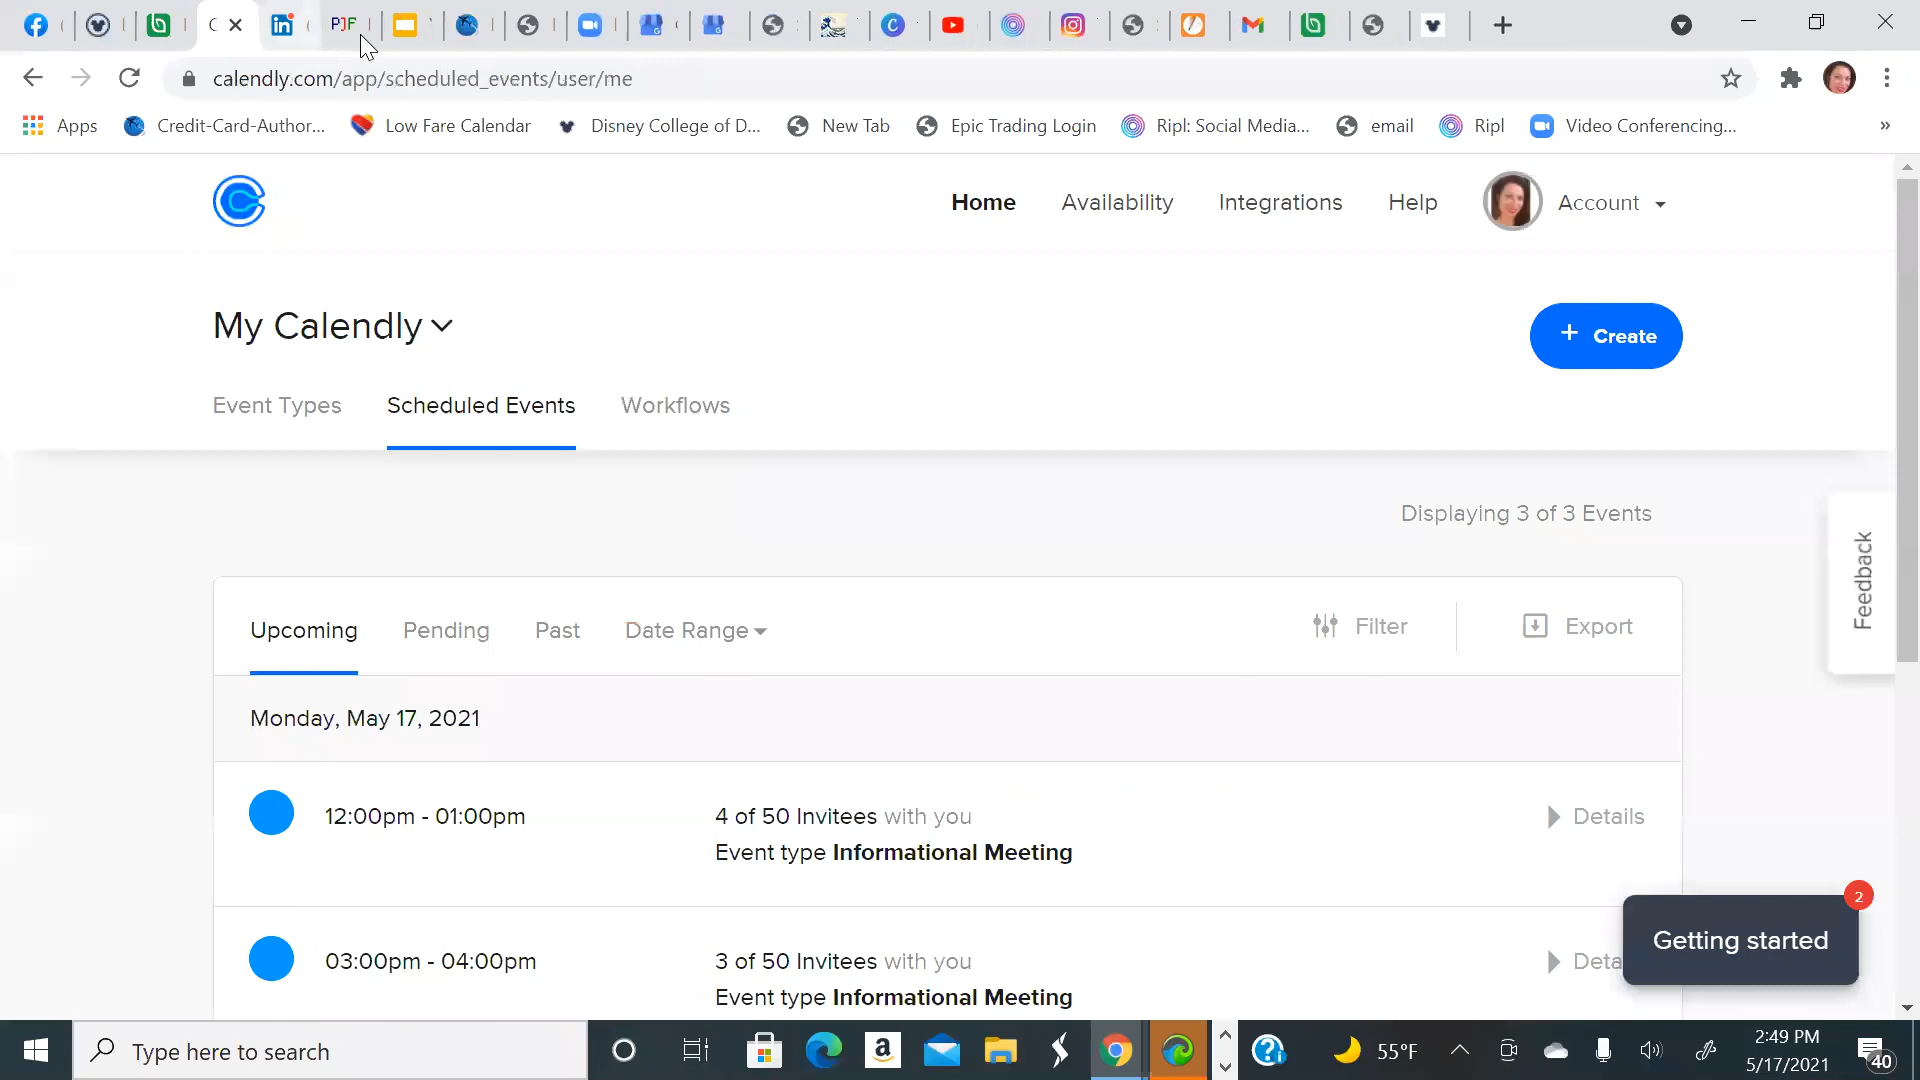 P]F
calendly.com/app/scheduled_events/user/me
Apps
Credit-Card-Author...
Low Fare Calendar
Disney College of D...
New Tab
Epic Trading Login
Ripl: Social Media...
email
Ripl
Video Conferencing...
»
Home
Availability
Integrations
Help
Account
My Calendly
+ Create
Event Types
Scheduled Events
Workflows
Displaying 3 of 3 Events
Feedback
Upcoming
Pending
Past
Date Range
Filter
Export
Monday, May 17, 2021
12:00pm - 01:00pm
4 of 50 Invitees with you
Details
Event type Informational Meeting
2
Getting started
03:00pm - 04:00pm
3 of 50 Invitees with you
Deta
Event type Informational Meeting
Type here to search
55°F
2:49 PM
5/17/2021
40